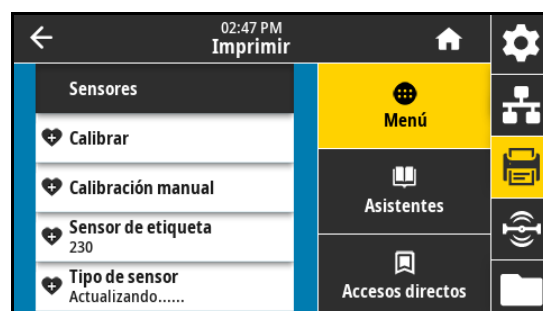 02:47 PM
Imprimir
Sensores
Calibrar
Calibración manual
Sensor de etiqueta
230
Tipo de sensor
Actualizando......
Menú
Asistentes
Accesos directos